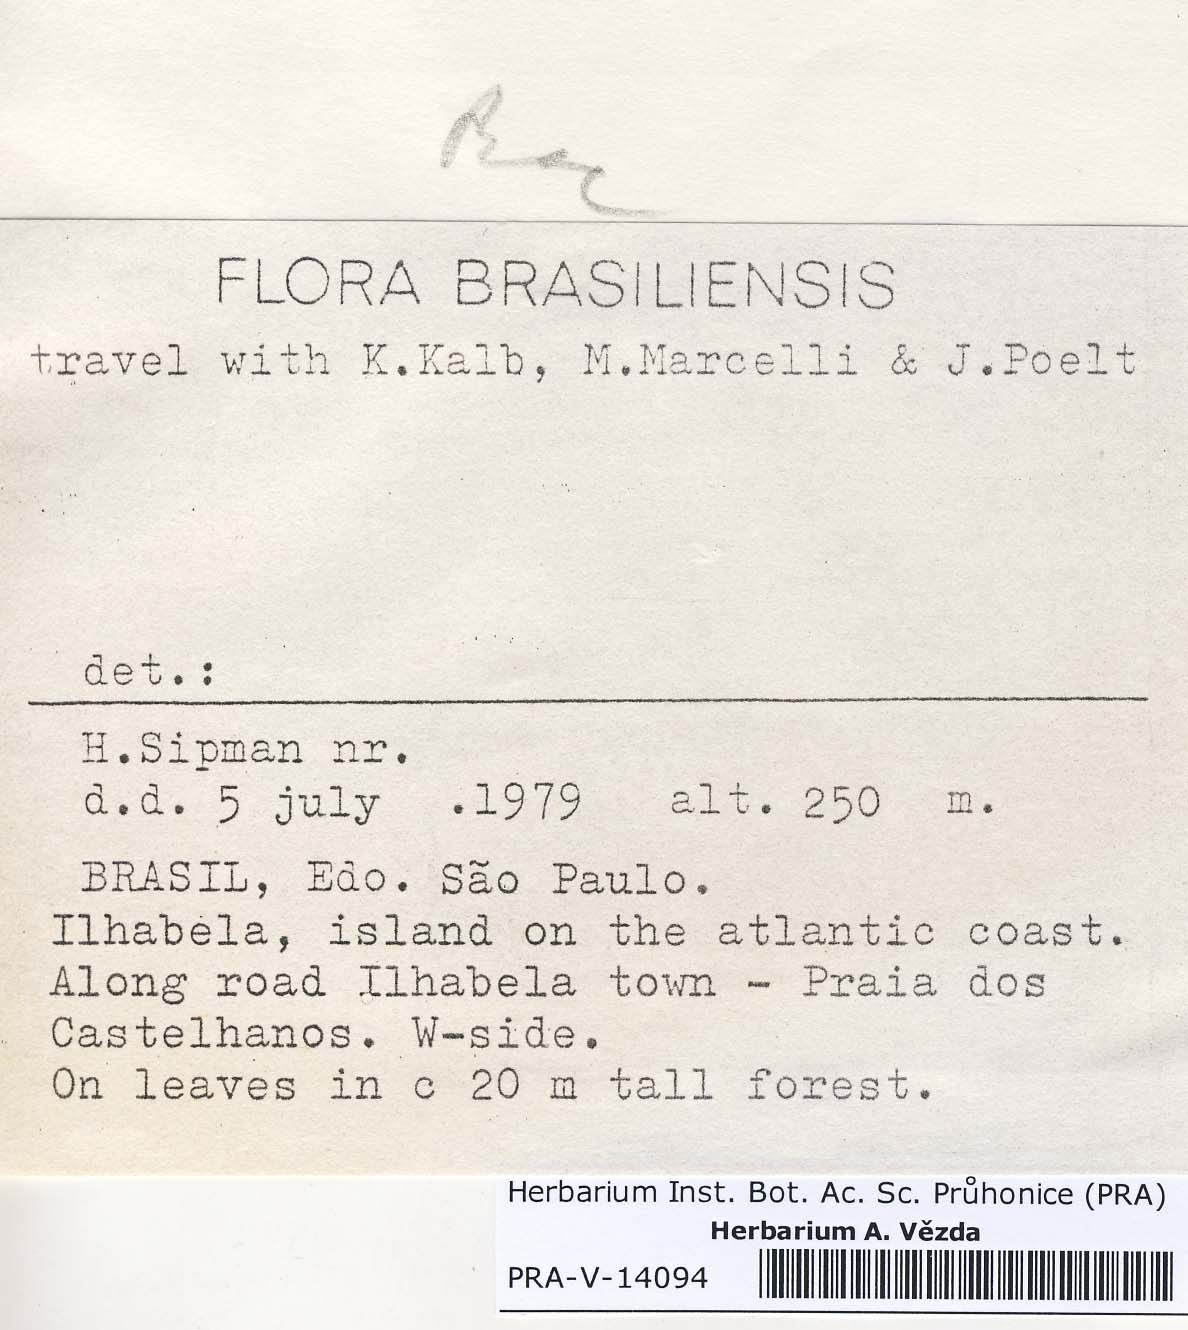 FLORA BRASILIENSIS
travel with K.Kalb, M.Marcelli & J.Poelt
det.:
H.Sipman nr.
d.d. 5 july .1979 alt. 250 m.
BRASIL, Edo. São Paulo.
Ilhabela, island on the atlantic coast.
Along road Ilhabela town - Praia dos
Castelhanos. W-side.
On leaves in c 20 m tall forest.
Herbarium Inst. Bot. Ac. Sc. Průhonice (PRA)
Herbarium A. Vězda
PRA-V-14094